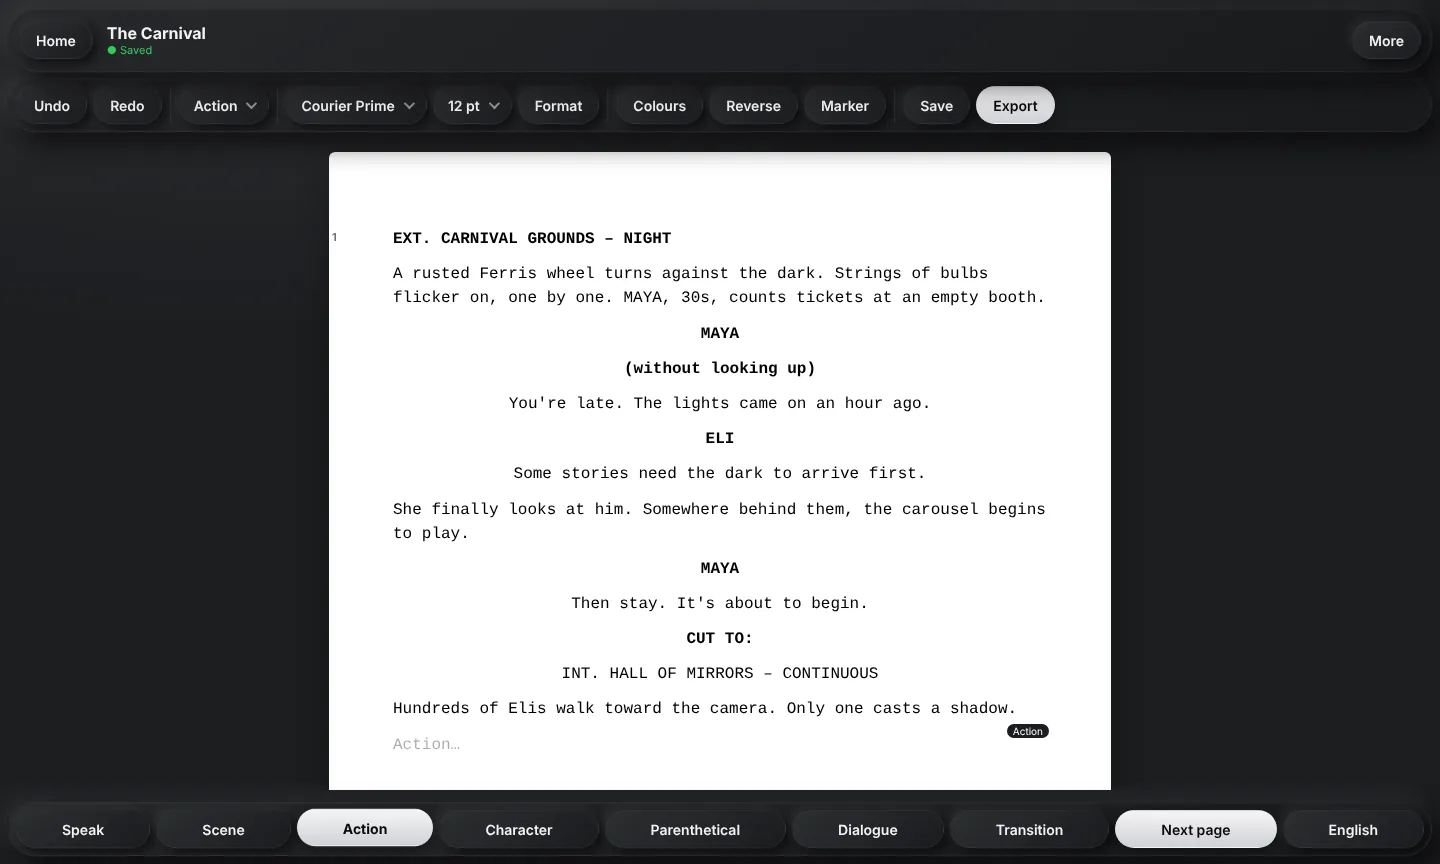 Home
The Carnival
Saved
More
Undo
Redo
Action
Courier Prime
12 pt
Format
Colours
Reverse
Marker
Save
Export
1
EXT. CARNIVAL GROUNDS – NIGHT
A rusted Ferris wheel turns against the dark. Strings of bulbs
flicker on, one by one. MAYA, 30s, counts tickets at an empty booth.
MAYA
(without looking up)
You're late. The lights came on an hour ago.
ELI
Some stories need the dark to arrive first.
She finally looks at him. Somewhere behind them, the carousel begins
to play.
MAYA
Then stay. It's about to begin.
CUT TO:
INT. HALL OF MIRRORS – CONTINUOUS
Hundreds of Elis walk toward the camera. Only one casts a shadow.
Action
Action…
Speak
Scene
Action
Character
Parenthetical
Dialogue
Transition
Next page
English